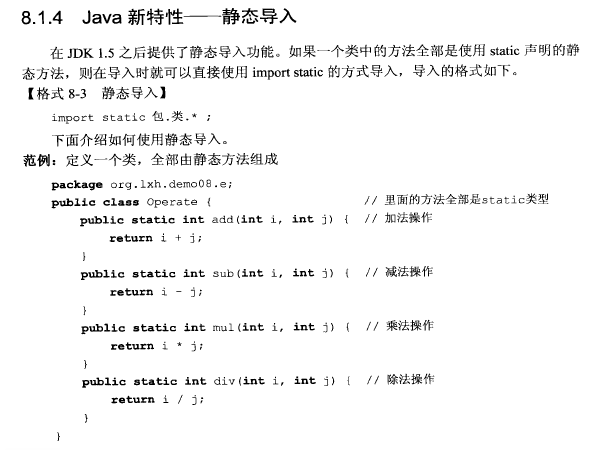 8.1.4 Java 新特性——静态导入
在 JDK 1.5 之后提供了静态导入功能。如果一个类中的方法全部是使用 static 声明的静
态方法，则在导入时就可以直接使用 import static 的方式导入，导入的格式如下。
【格式 8-3 静态导入】
import static 包.类.* ;
下面介绍如何使用静态导入。
范例：定义一个类，全部由静态方法组成
package org.lxh.demo08.e;
public class Operate { // 里面的方法全部是static类型
public static int add(int i, int j) { // 加法操作
return i + j;
}
public static int sub(int i, int j) { // 减法操作
return i - j;
}
public static int mul(int i, int j) { // 乘法操作
return i * j;
}
public static int div(int i, int j) { // 除法操作
return i / j;
}
}